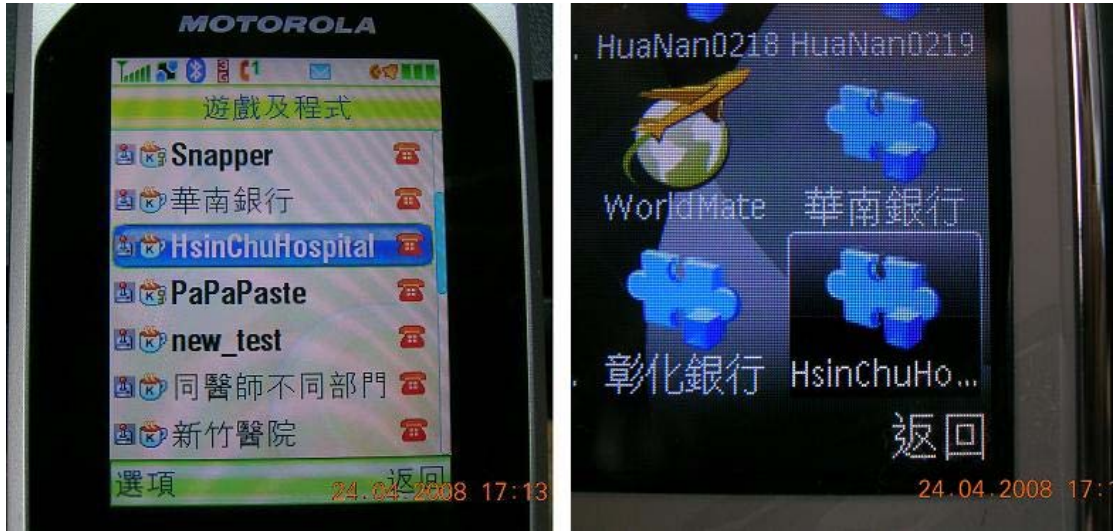 MOTOROLA
遊戲及程式
Snapper
華南銀行
HsinChuHospital
PaPaPaste
new_test
同醫師不同部門
新竹醫院
選項 返回
24.04.2008 17:13
HuaNan0218 HuaNan0219
WorldMate 華南銀行
彰化銀行 HsinChuHo...
返回
24.04.2008